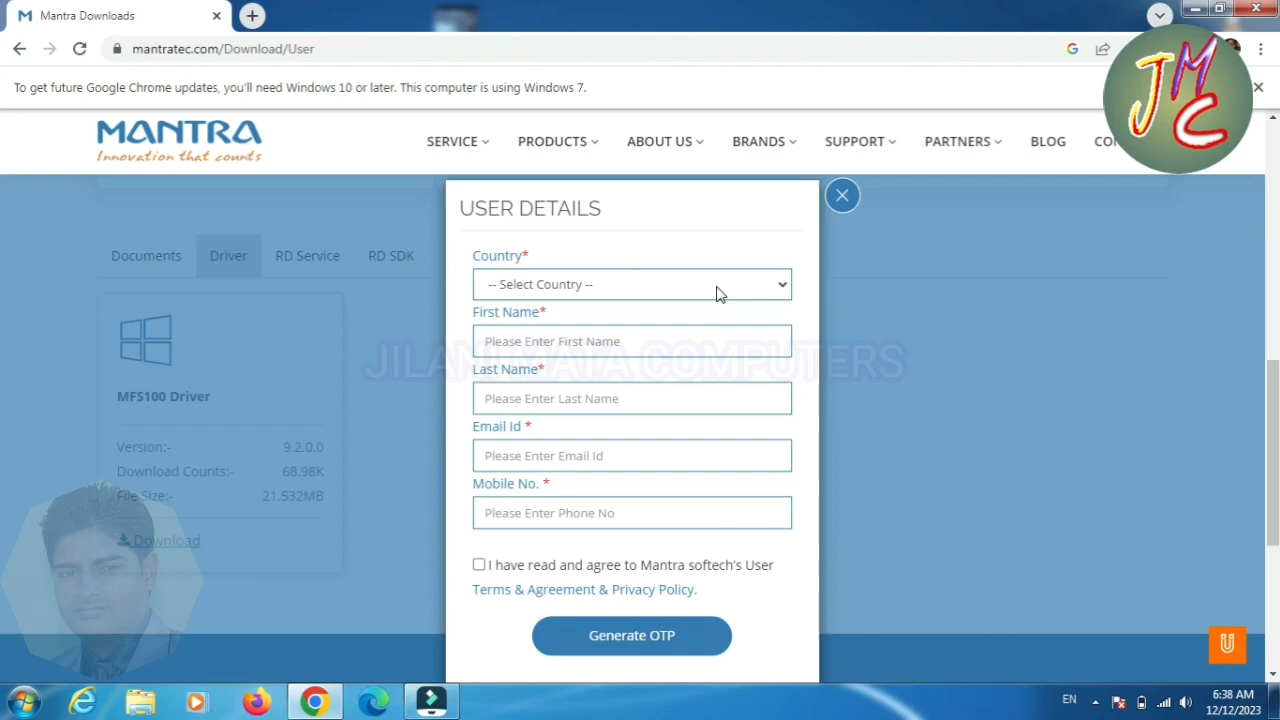 Mantra Downloads
mantratec.com/Download/User
To get future Google Chrome updates, you'll need Windows 10 or later. This computer is using Windows 7.
JMC
MANTRA
Innovation that counts
SERVICE PRODUCTS ABOUT US BRANDS SUPPORT PARTNERS BLOG CO
USER DETAILS
Documents Driver RD Service RD SDK
Country*
-- Select Country --
First Name*
Please Enter First Name
JILANI MATA COMPUTERS
Last Name*
Please Enter Last Name
Email Id *
Please Enter Email Id
Mobile No. *
Please Enter Phone No
MFS100 Driver
Version:- 9.2.0.0
Download Counts:- 68.98K
File Size:- 21.532MB
Download
I have read and agree to Mantra softech's User
Terms & Agreement & Privacy Policy.
Generate OTP
EN
6:38 AM
12/12/2023